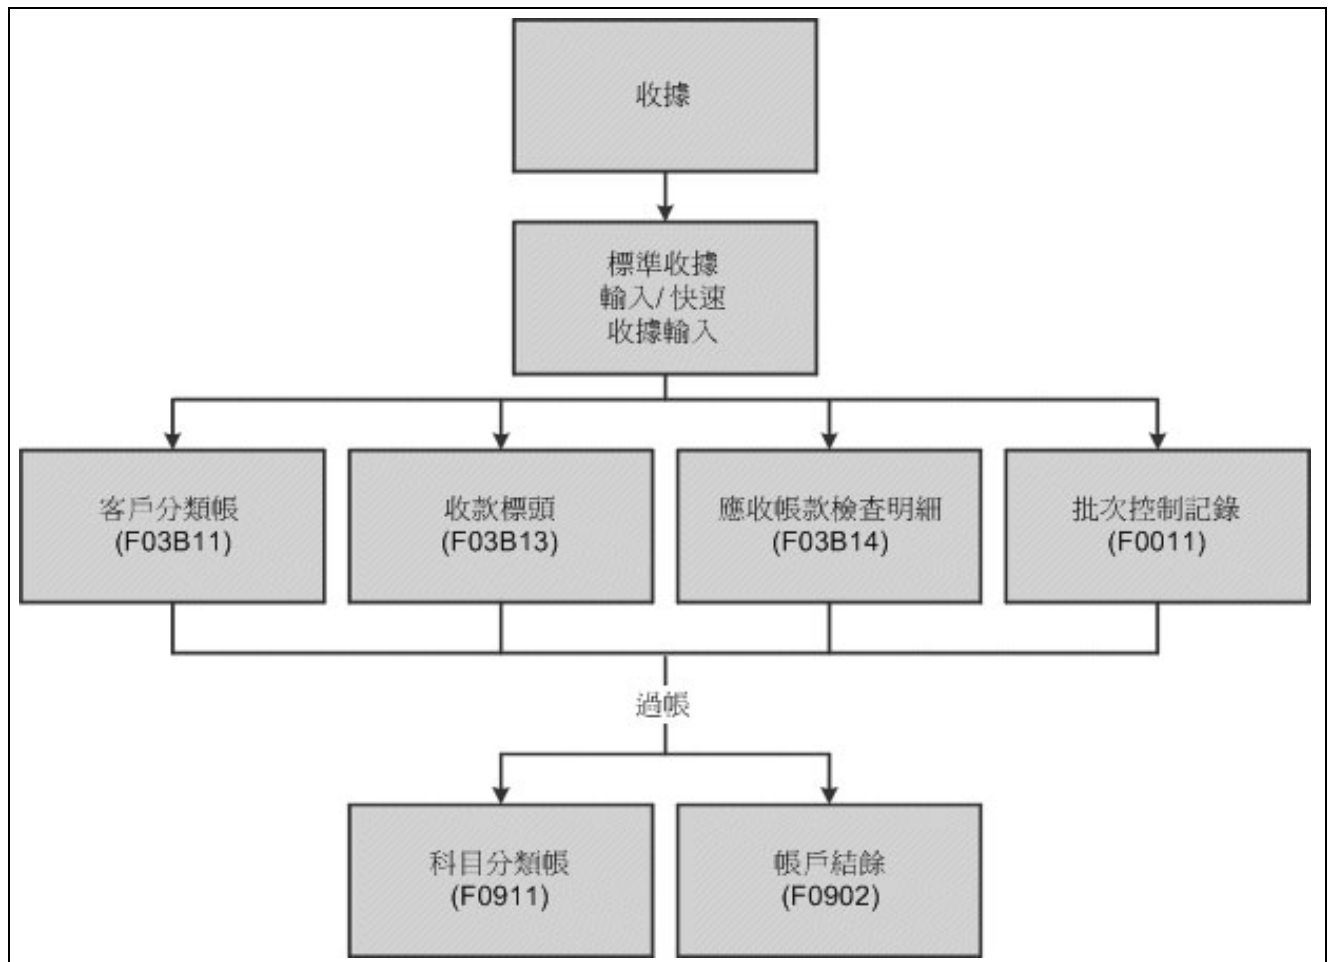 收據
標準收據
輸入/ 快速
收據輸入
客戶分類帳
(F03B11)
收款標頭
(F03B13)
應收帳款檢查明細
(F03B14)
批次控制記錄
(F0011)
過帳
科目分類帳
(F0911)
帳戶結餘
(F0902)